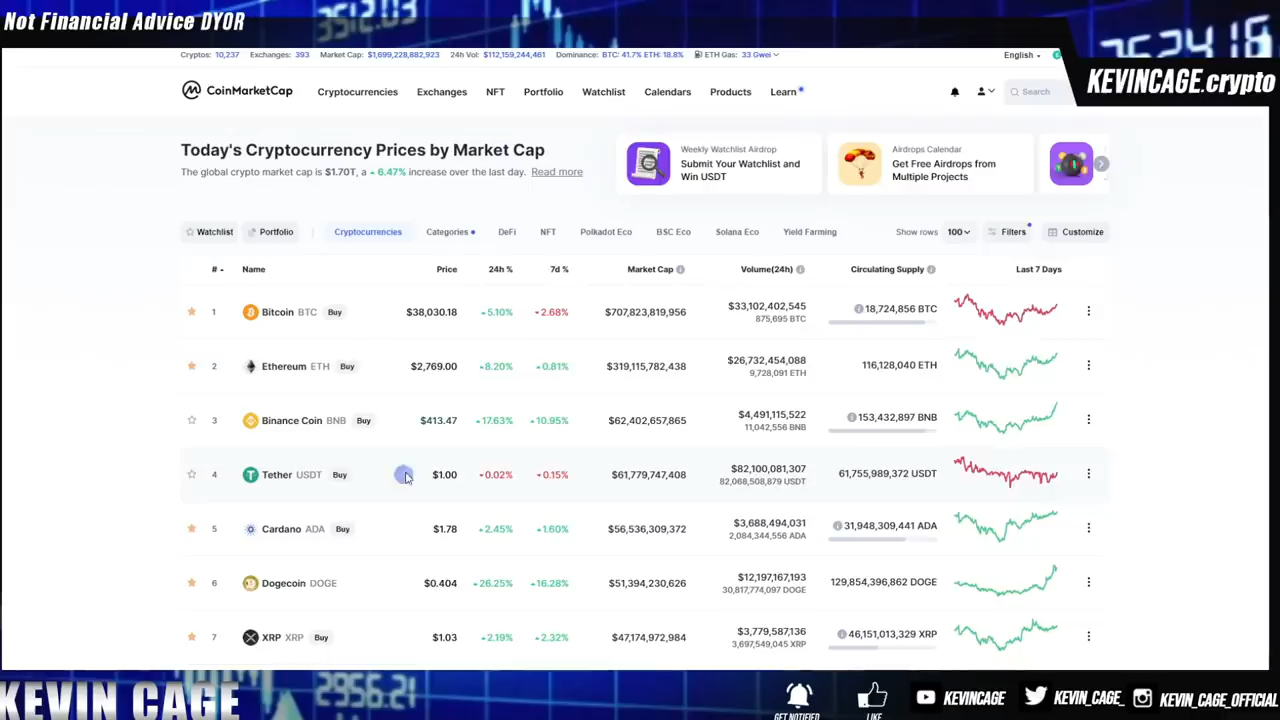 Not Financial Advice DYOR
Cryptos: 10,237 Exchanges: 393 Market Cap: $1,699,228,882,923 24h Vol: $112,159,244,461 Dominance: BTC: 41.7% ETH: 18.8% ETH Gas: 33 Gwei English
KEVINCAGE.crypto
CoinMarketCap Cryptocurrencies Exchanges NFT Portfolio Watchlist Calendars Products Learn Search
Today's Cryptocurrency Prices by Market Cap
The global crypto market cap is $1.70T, a 6.47% increase over the last day. Read more
Weekly Watchlist Airdrop
Submit Your Watchlist and
Win USDT
Airdrops Calendar
Get Free Airdrops from
Multiple Projects
Watchlist Portfolio Cryptocurrencies Categories DeFi NFT Polkadot Eco BSC Eco Solana Eco Yield Farming Show rows 100 Filters Customize
# Name Price 24h % 7d % Market Cap Volume(24h) Circulating Supply Last 7 Days
1 Bitcoin BTC Buy $38,030.18 5.10% 2.68% $707,823,819,956 $33,102,402,545 18,724,856 BTC
875,695 BTC
2 Ethereum ETH Buy $2,769.00 8.20% 0.81% $319,115,782,438 $26,732,454,088 116,128,040 ETH
9,728,091 ETH
3 Binance Coin BNB Buy $413.47 17.63% 10.95% $62,402,657,865 $4,491,115,522 153,432,897 BNB
11,042,556 BNB
4 Tether USDT Buy $1.00 0.02% 0.15% $61,779,747,408 $82,100,081,307 61,755,989,372 USDT
82,068,508,879 USDT
5 Cardano ADA Buy $1.78 2.45% 1.60% $56,536,309,372 $3,688,494,031 31,948,309,441 ADA
2,084,344,556 ADA
6 Dogecoin DOGE $0.404 26.25% 16.28% $51,394,230,626 $12,197,167,193 129,854,396,862 DOGE
30,817,774,097 DOGE
7 XRP XRP Buy $1.03 2.19% 2.32% $47,174,972,984 $3,779,587,136 46,151,013,329 XRP
3,697,549,045 XRP
KEVIN CAGE
GET NOTIFIED
LIKE
KEVINCAGE
KEVIN_CAGE_
KEVIN_CAGE_OFFICIAL